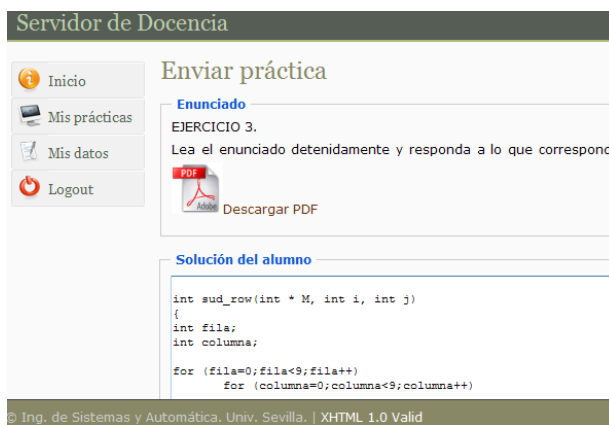 Servidor de Docencia
Inicio
Mis prácticas
Mis datos
Logout
Enviar práctica
Enunciado
EJERCICIO 3.
Lea el enunciado detenidamente y responda a lo que correspond
PDF
Adobe
Descargar PDF
Solución del alumno
int sud_row(int * M, int i, int j)
{
int fila;
int columna;
for (fila=0;fila<9;fila++)
for (columna=0;columna<9;columna++)
© Ing. de Sistemas y Automática. Univ. Sevilla. | XHTML 1.0 Valid